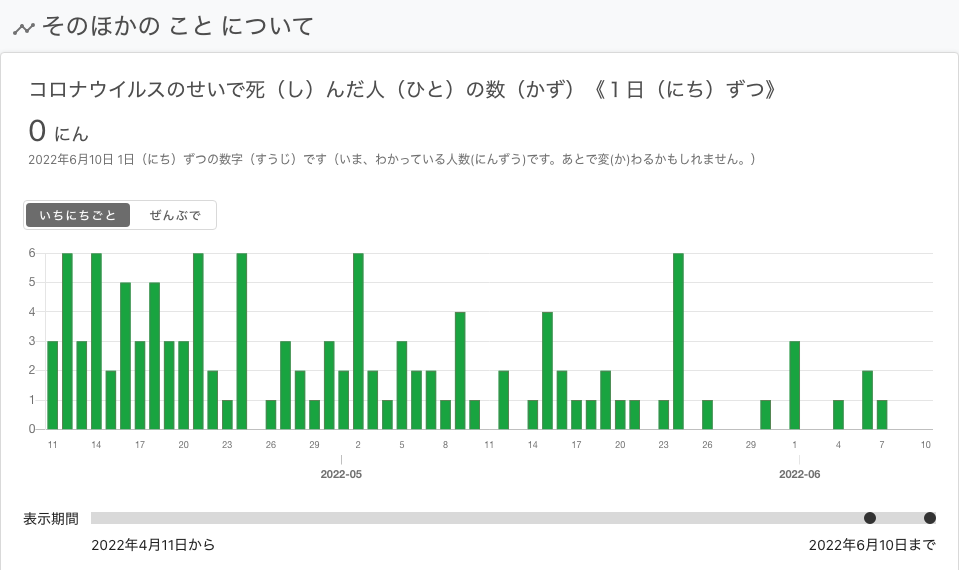 そのほかの こと について
コロナウイルスのせいで死（し）んだ人（ひと）の数（かず）《１日（にち）ずつ》
0 にん
2022年6月10日 1日（にち）ずつの数字（すうじ）です（いま、わかっている人数(にんずう)です。あとで変(か)わるかもしれません。）
いちにちごと ぜんぶで
6
5
4
3
2
1
0
11 14 17 20 23 26 29 2 5 8 11 14 17 20 23 26 29 1 4 7 10
2022-05 2022-06
表示期間
2022年4月11日から 2022年6月10日まで